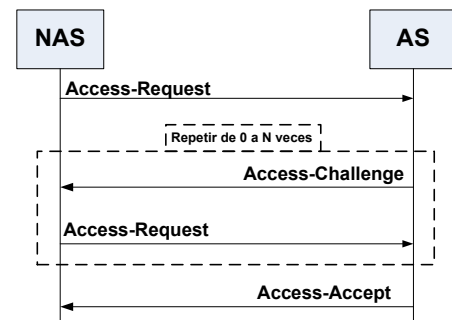 NAS
AS
Access-Request
Repetir de 0 a N veces
Access-Challenge
Access-Request
Access-Accept